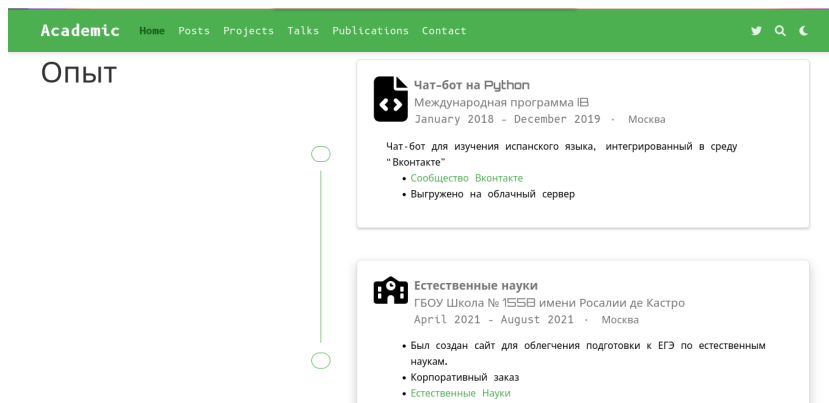 Academic Home Posts Projects Talks Publications Contact
Опыт
Чат-бот на Python
Международная программа IB
January 2018 - December 2019 · Москва
Чат-бот для изучения испанского языка, интегрированный в среду
"Вконтакте"
• Сообщество Вконтакте
• Выгружено на облачный сервер
Естественные науки
ГБОУ Школа № 1558 имени Росалии де Кастро
April 2021 - August 2021 · Москва
• Был создан сайт для облегчения подготовки к ЕГЭ по естественным
наукам.
• Корпоративный заказ
• Естественные Науки